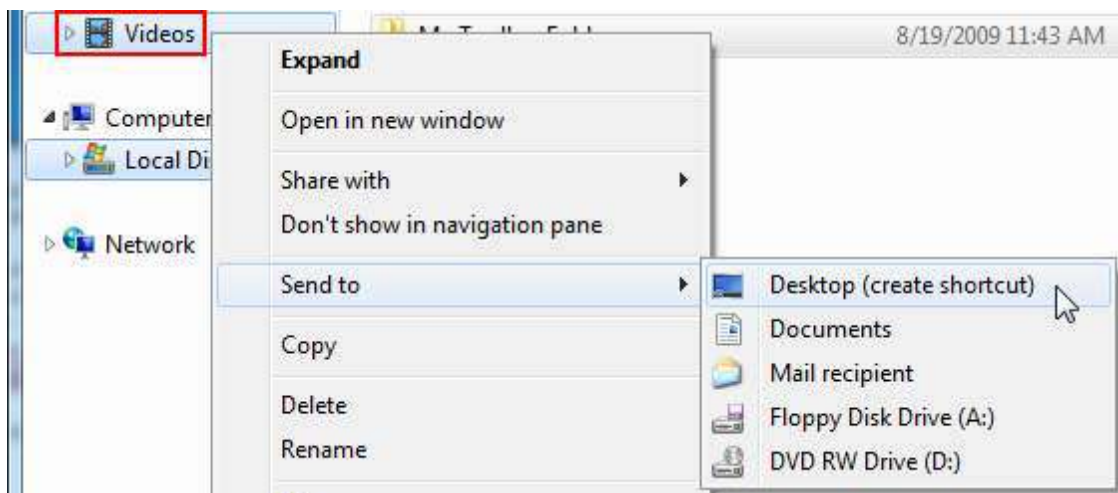 Videos
8/19/2009 11:43 AM
Expand
Computer
Open in new window
Local Di
Share with
Don't show in navigation pane
Network
Send to
Desktop (create shortcut)
Documents
Copy
Mail recipient
Delete
Floppy Disk Drive (A:)
Rename
DVD RW Drive (D:)